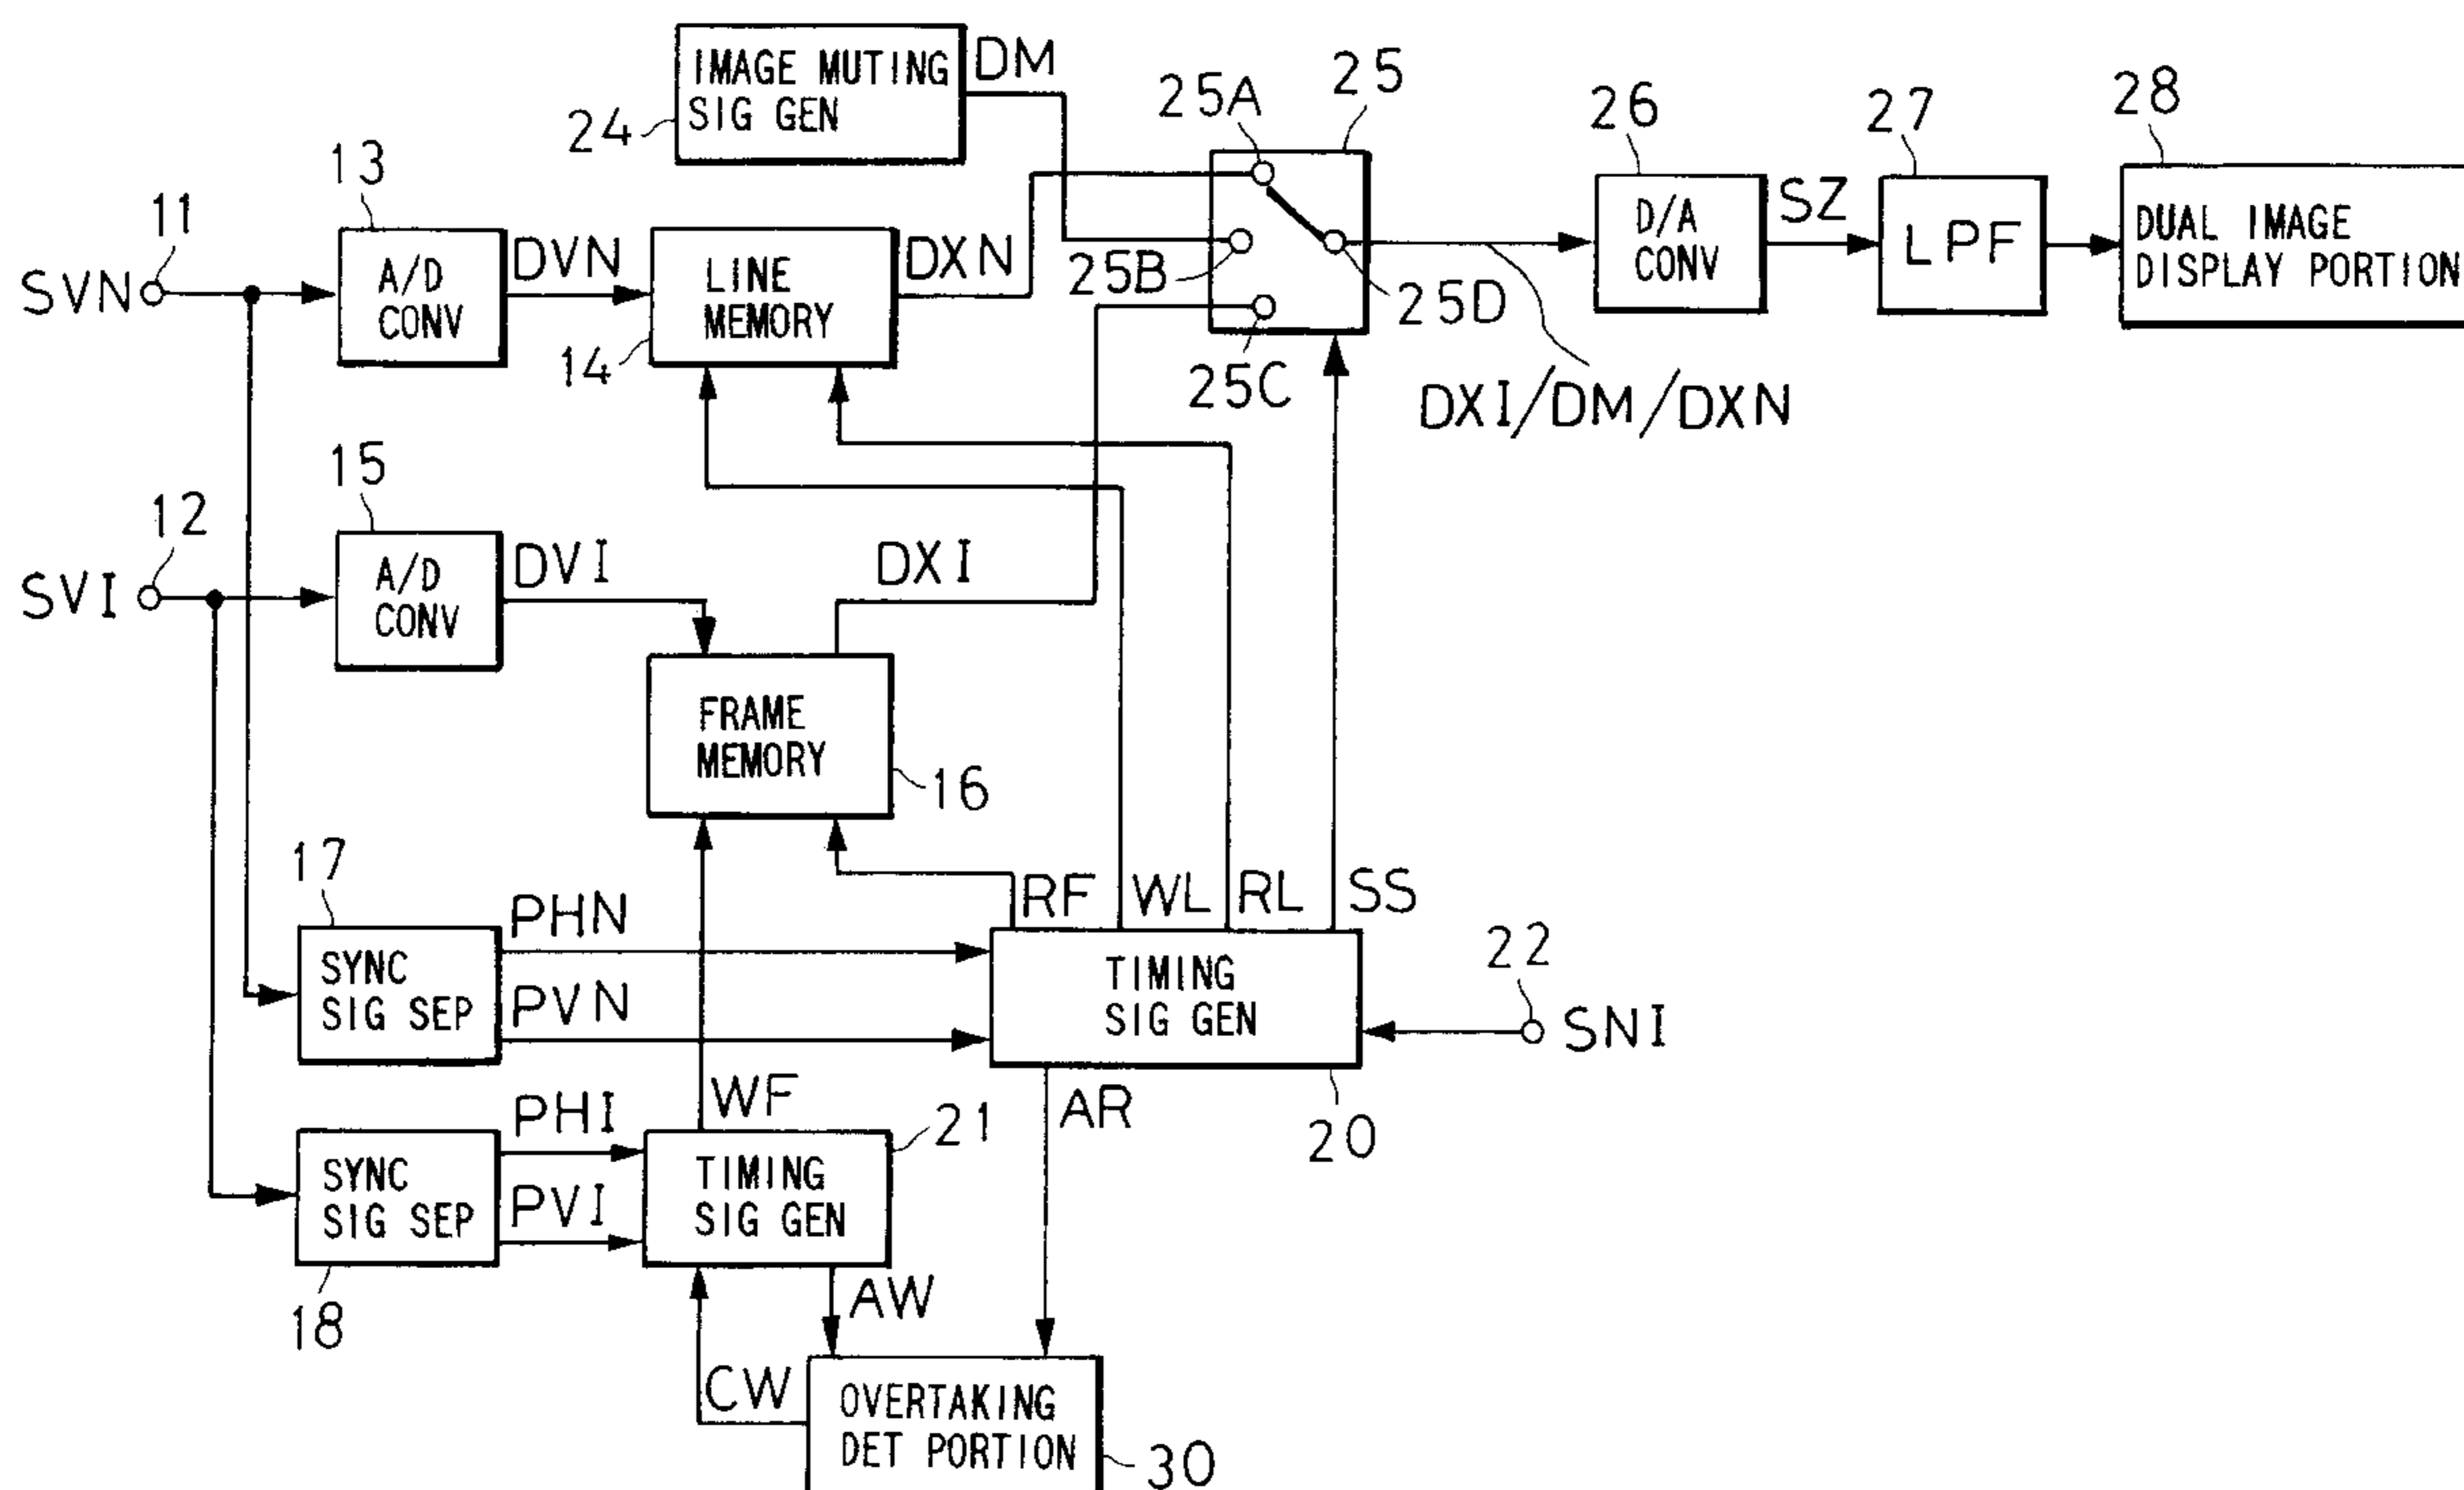 IMAGE MUTING
SIG GEN
DM
24
25A
25
26
27
28
13
11
SVN
A/D
CONV
DVN
LINE
MEMORY
DXN
14
25B
25C
25D
D/A
CONV
SZ
LPF
DUAL IMAGE
DISPLAY PORTION
DXI/DM/DXN
15
12
SVI
A/D
CONV
DVI
DXI
FRAME
MEMORY
16
17
PHN
RF
WL
RL
SS
SYNC
SIG SEP
PVN
TIMING
SIG GEN
22
SNI
WF
AR
20
PHI
21
SYNC
SIG SEP
PVI
TIMING
SIG GEN
18
AW
CW
OVERTAKING
DET PORTION
30